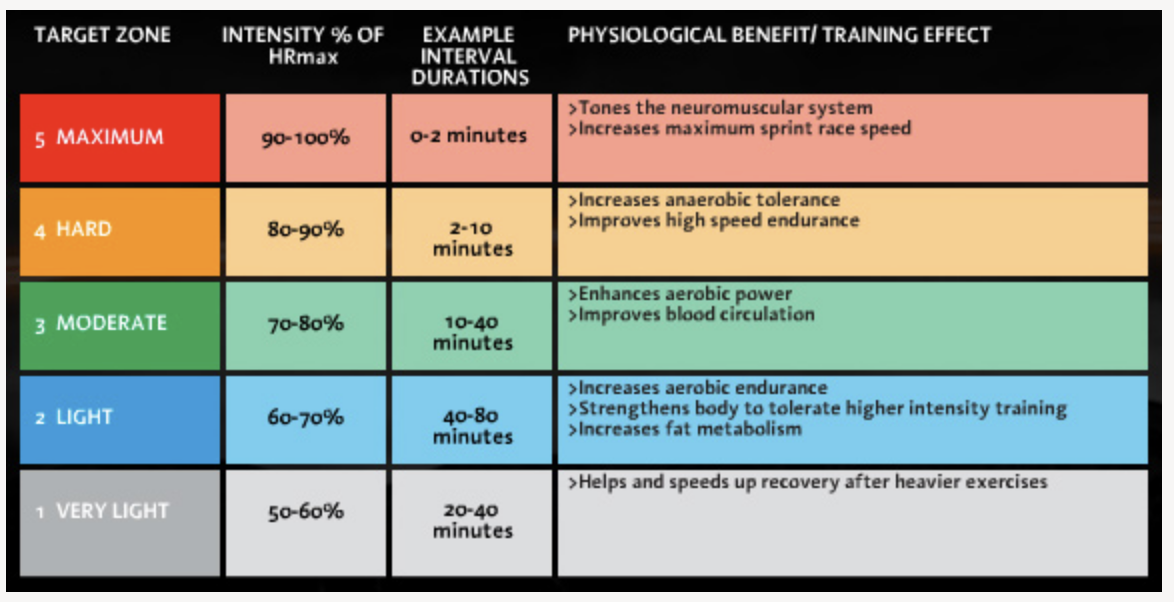 TARGET ZONE
INTENSITY % OF
HRmax
EXAMPLE
INTERVAL
DURATIONS
PHYSIOLOGICAL BENEFIT/ TRAINING EFFECT
5 MAXIMUM
90-100%
0-2 minutes
>Tones the neuromuscular system
>Increases maximum sprint race speed
4 HARD
80-90%
2-10
minutes
>Increases anaerobic tolerance
>Improves high speed endurance
3 MODERATE
70-80%
10-40
minutes
>Enhances aerobic power
>Improves blood circulation
2 LIGHT
60-70%
40-80
minutes
>Increases aerobic endurance
>Strengthens body to tolerate higher intensity training
>Increases fat metabolism
1 VERY LIGHT
50-60%
20-40
minutes
>Helps and speeds up recovery after heavier exercises